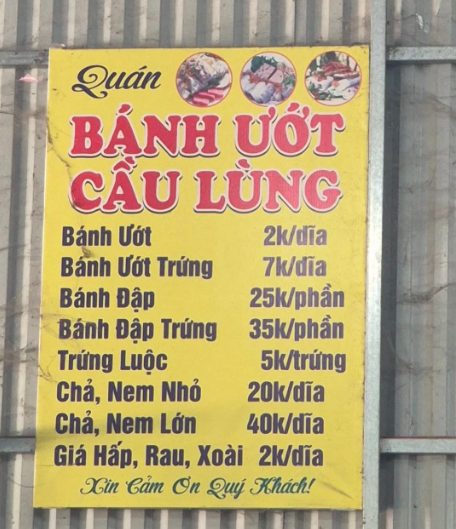 Quán
BÁNH ƯỚT
CẦU LÙNG
Bánh Ướt 2k/dĩa
Bánh Ướt Trứng 7k/dĩa
Bánh Đập 25k/phần
Bánh Đập Trứng 35k/phần
Trứng Luộc 5k/trứng
Chả, Nem Nhỏ 20k/dĩa
Chả, Nem Lớn 40k/dĩa
Giá Hấp, Rau, Xoài 2k/dĩa
Xin Cảm Ơn Quý Khách!